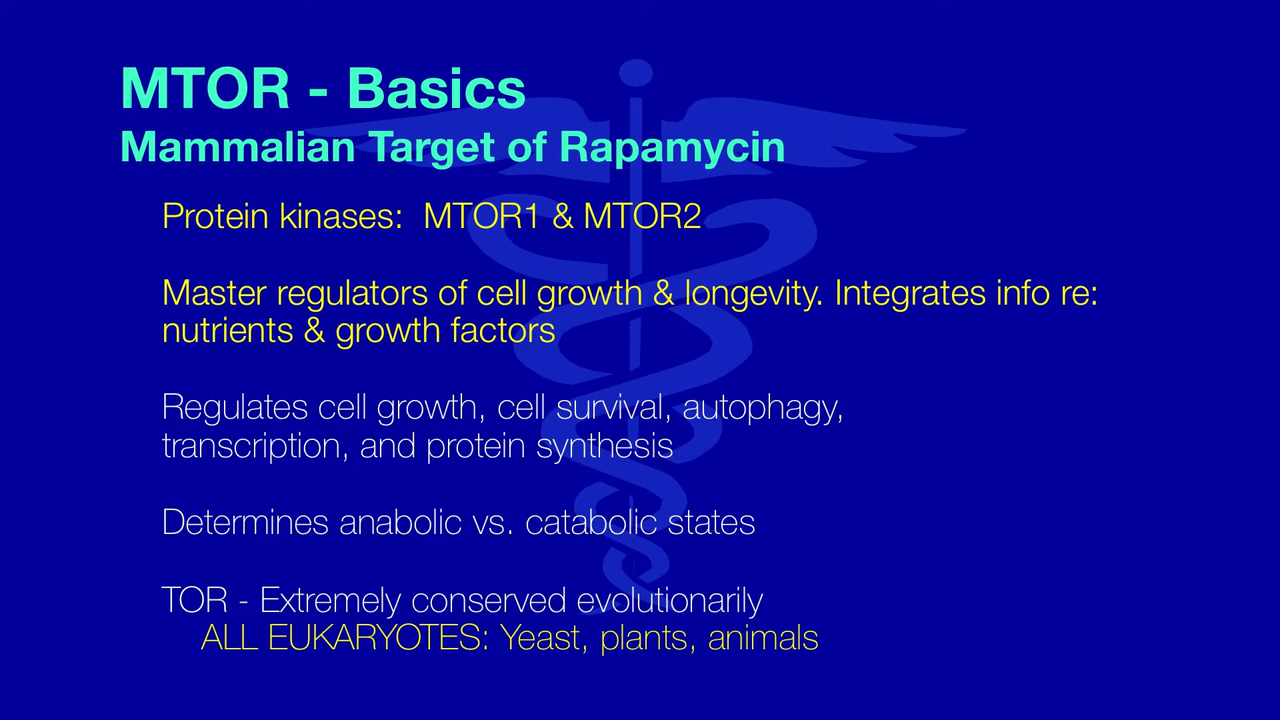 MTOR - Basics
Mammalian Target of Rapamycin
Protein kinases:  MTOR1 & MTOR2
Master regulators of cell growth & longevity. Integrates info re:
nutrients & growth factors
Regulates cell growth, cell survival, autophagy,
transcription, and protein synthesis
Determines anabolic vs. catabolic states
TOR - Extremely conserved evolutionarily
ALL EUKARYOTES: Yeast, plants, animals